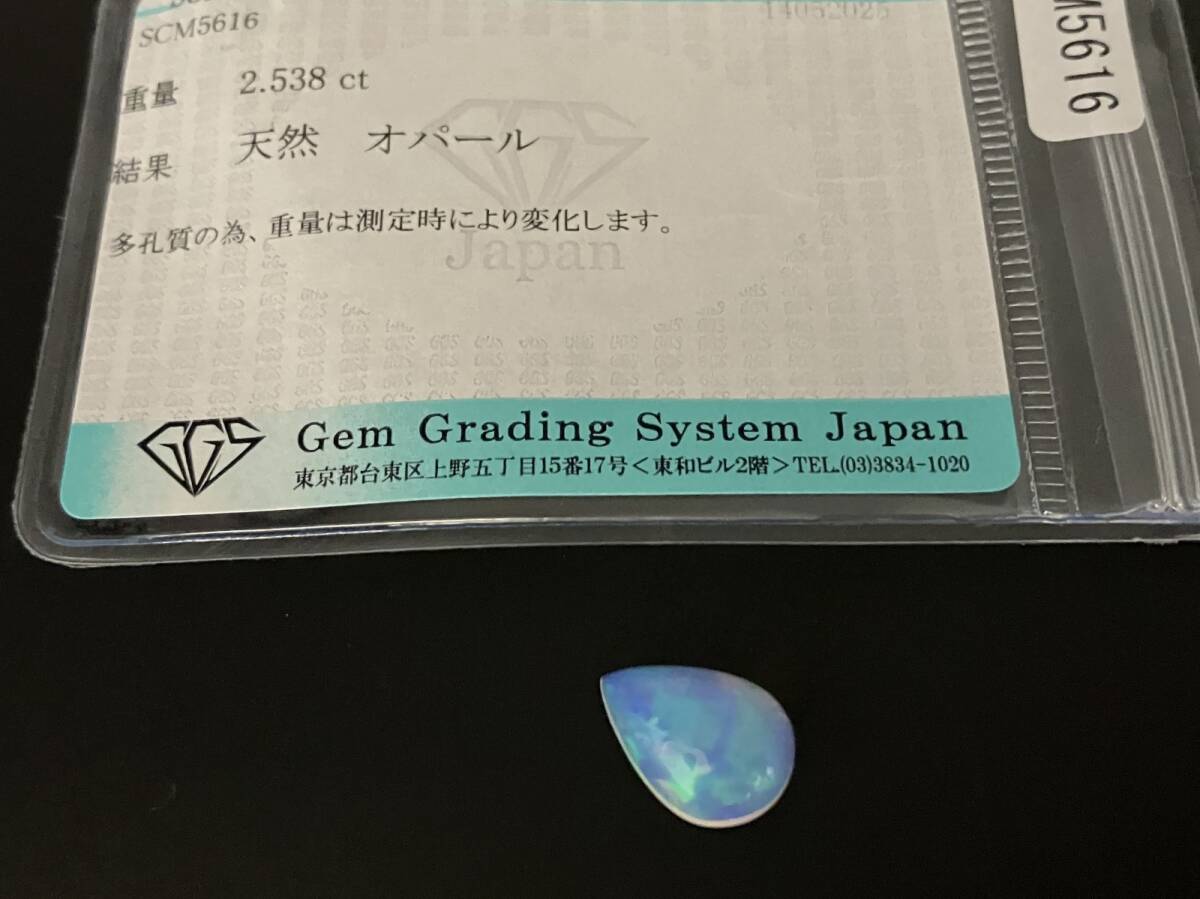 SCM5616
14052025
重量 2.538 ct
結果 天然 オパール
多孔質の為、重量は測定時により変化します。
GGS
Japan
GGS Gem Grading System Japan
東京都台東区上野五丁目15番17号<東和ビル2階>TEL.(03)3834-1020
M5616